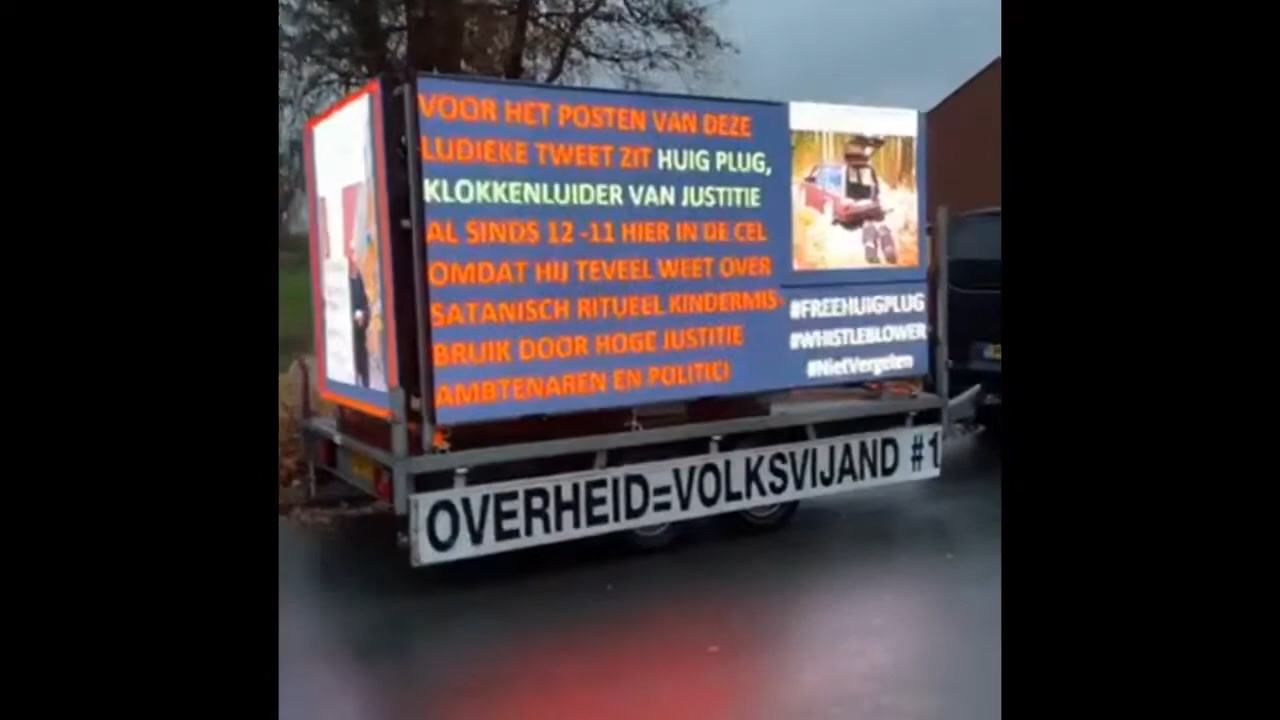 VOOR HET POSTEN VAN DEZE
LUDIEKE TWEET ZIT HUIG PLUG,
KLOKKENLUIDER VAN JUSTITIE
AL SINDS 12 -11 HIER IN DE CEL
OMDAT HIJ TEVEEL WEET OVER
SATANISCH RITUEEL KINDERMIS-
BRUIK DOOR HOGE JUSTITIE
AMBTENAREN EN POLITICI
#FREEHUIGPLUG
#WHISTLEBLOWER
#NietVergeten
OVERHEID=VOLKSVIJAND #1